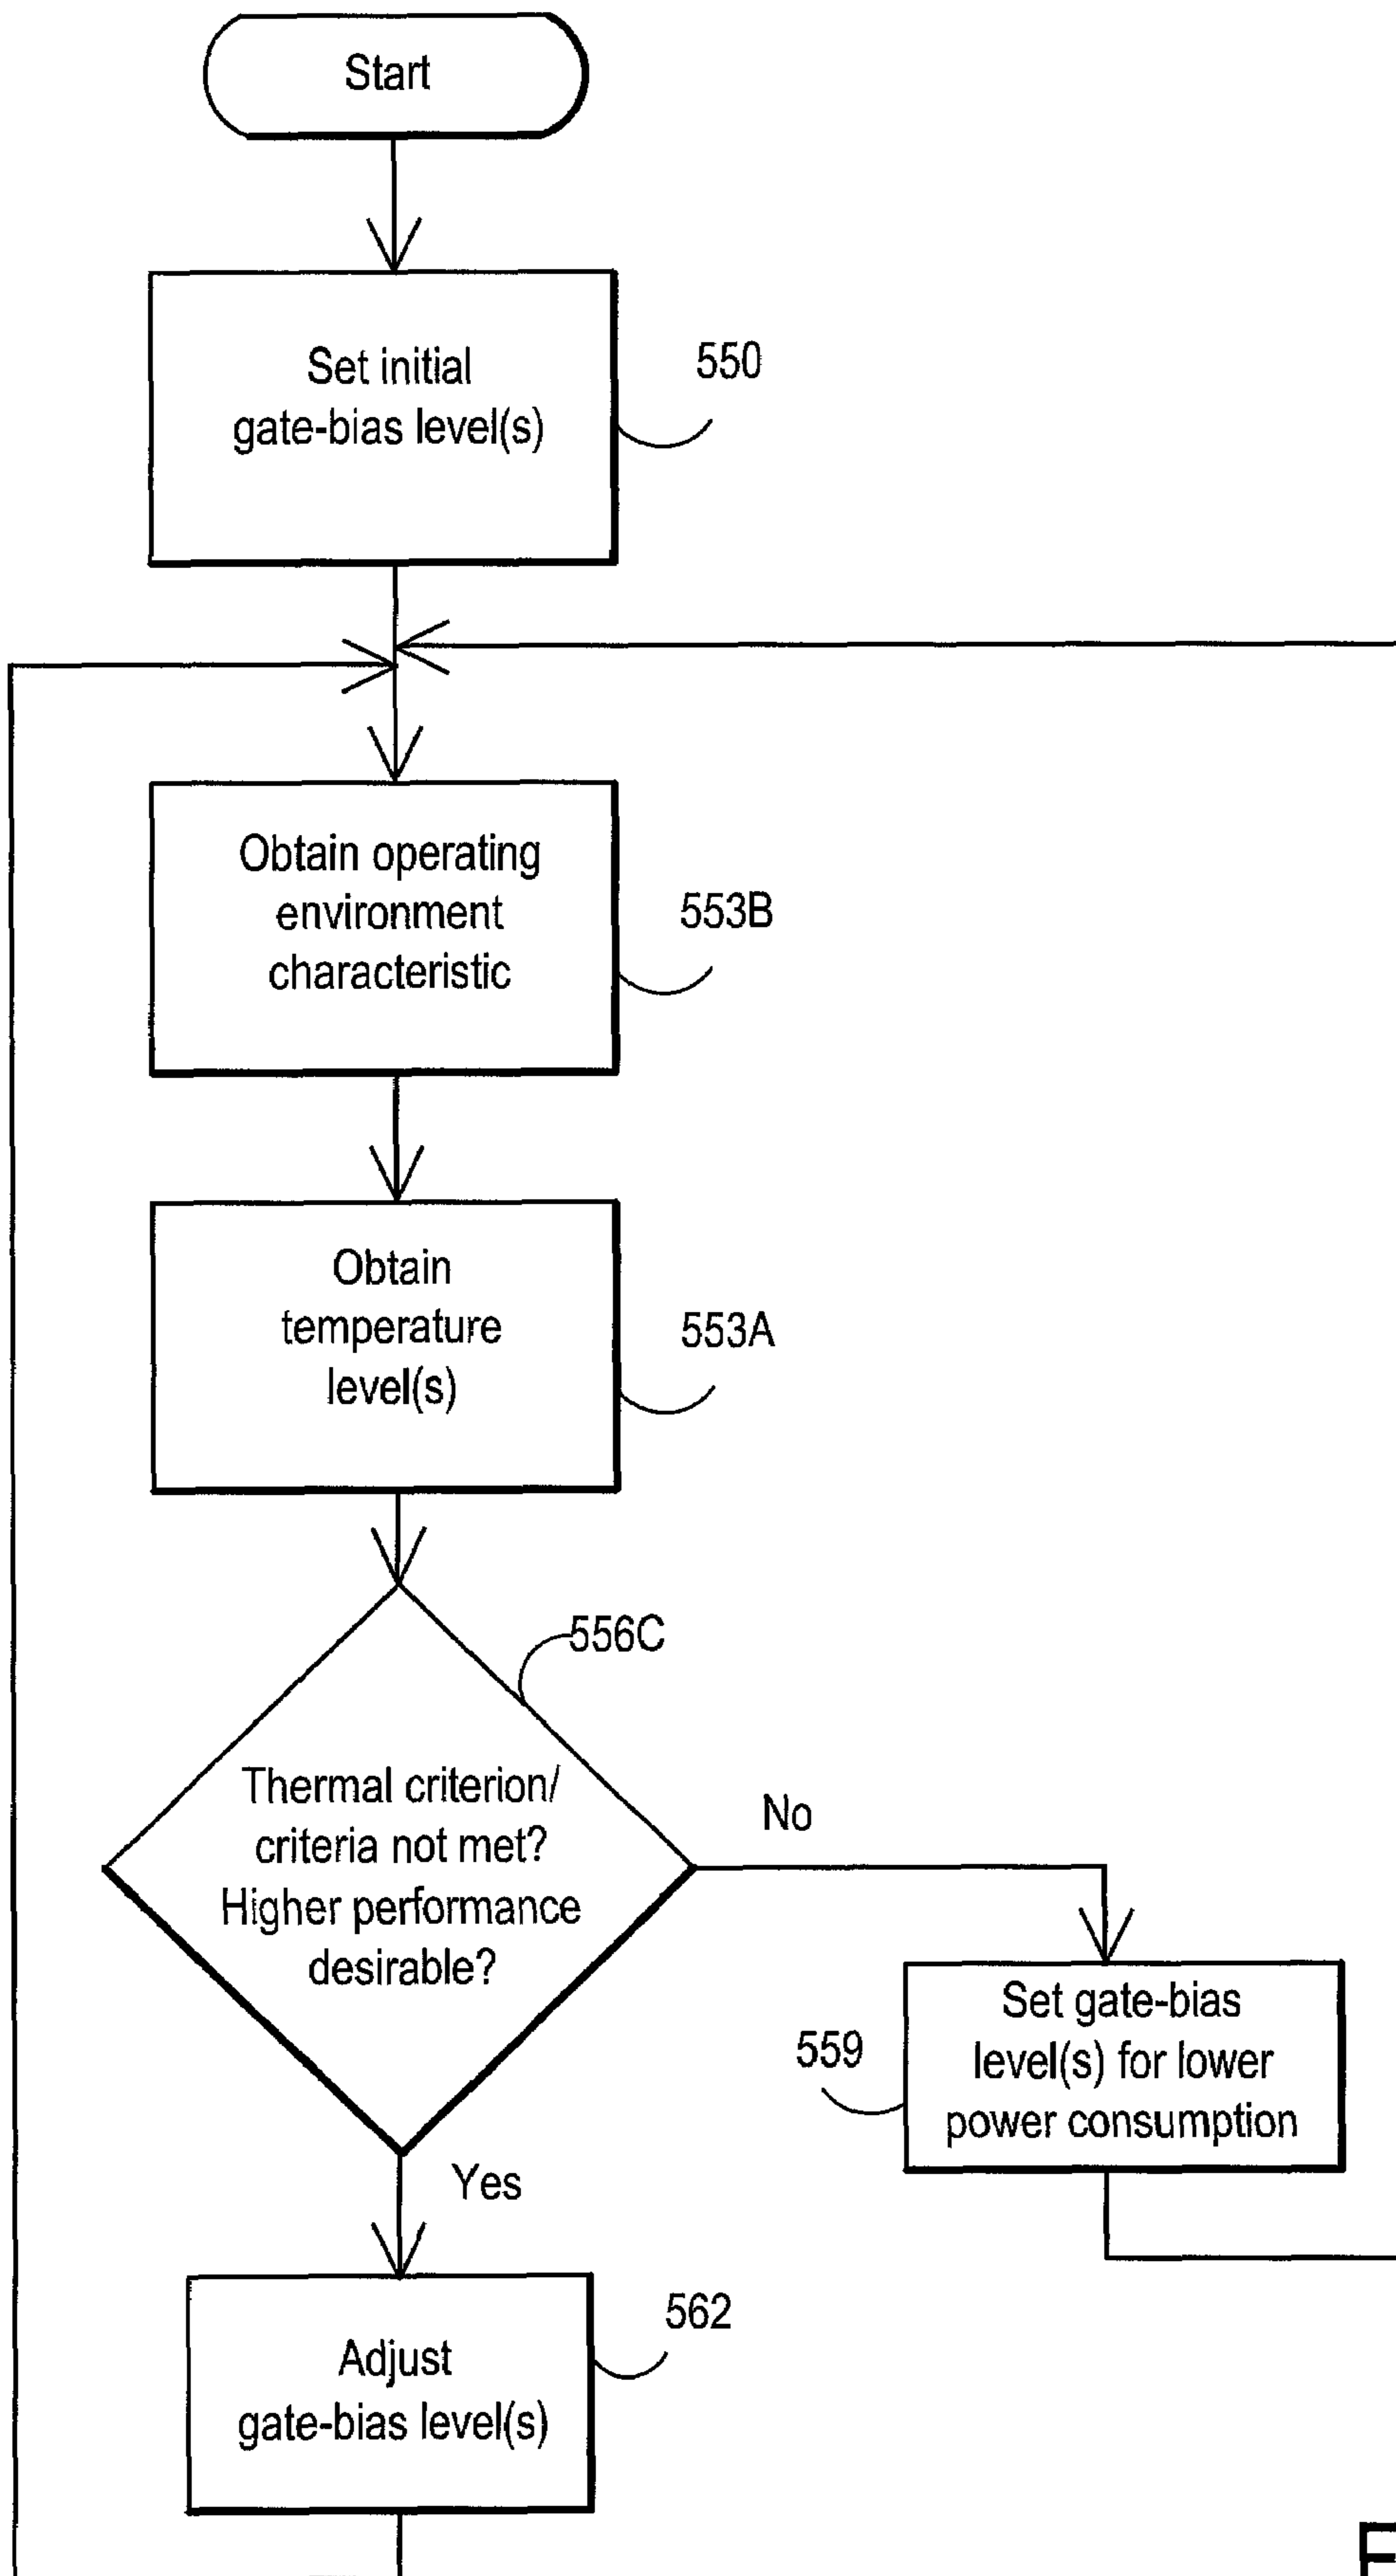 Start
Set initial
gate-bias level(s)
550
Obtain operating
environment
characteristic
553B
Obtain
temperature
level(s)
553A
556C
Thermal criterion/
criteria not met?
Higher performance
desirable?
No
Set gate-bias
level(s) for lower
power consumption
559
Yes
Adjust
gate-bias level(s)
562